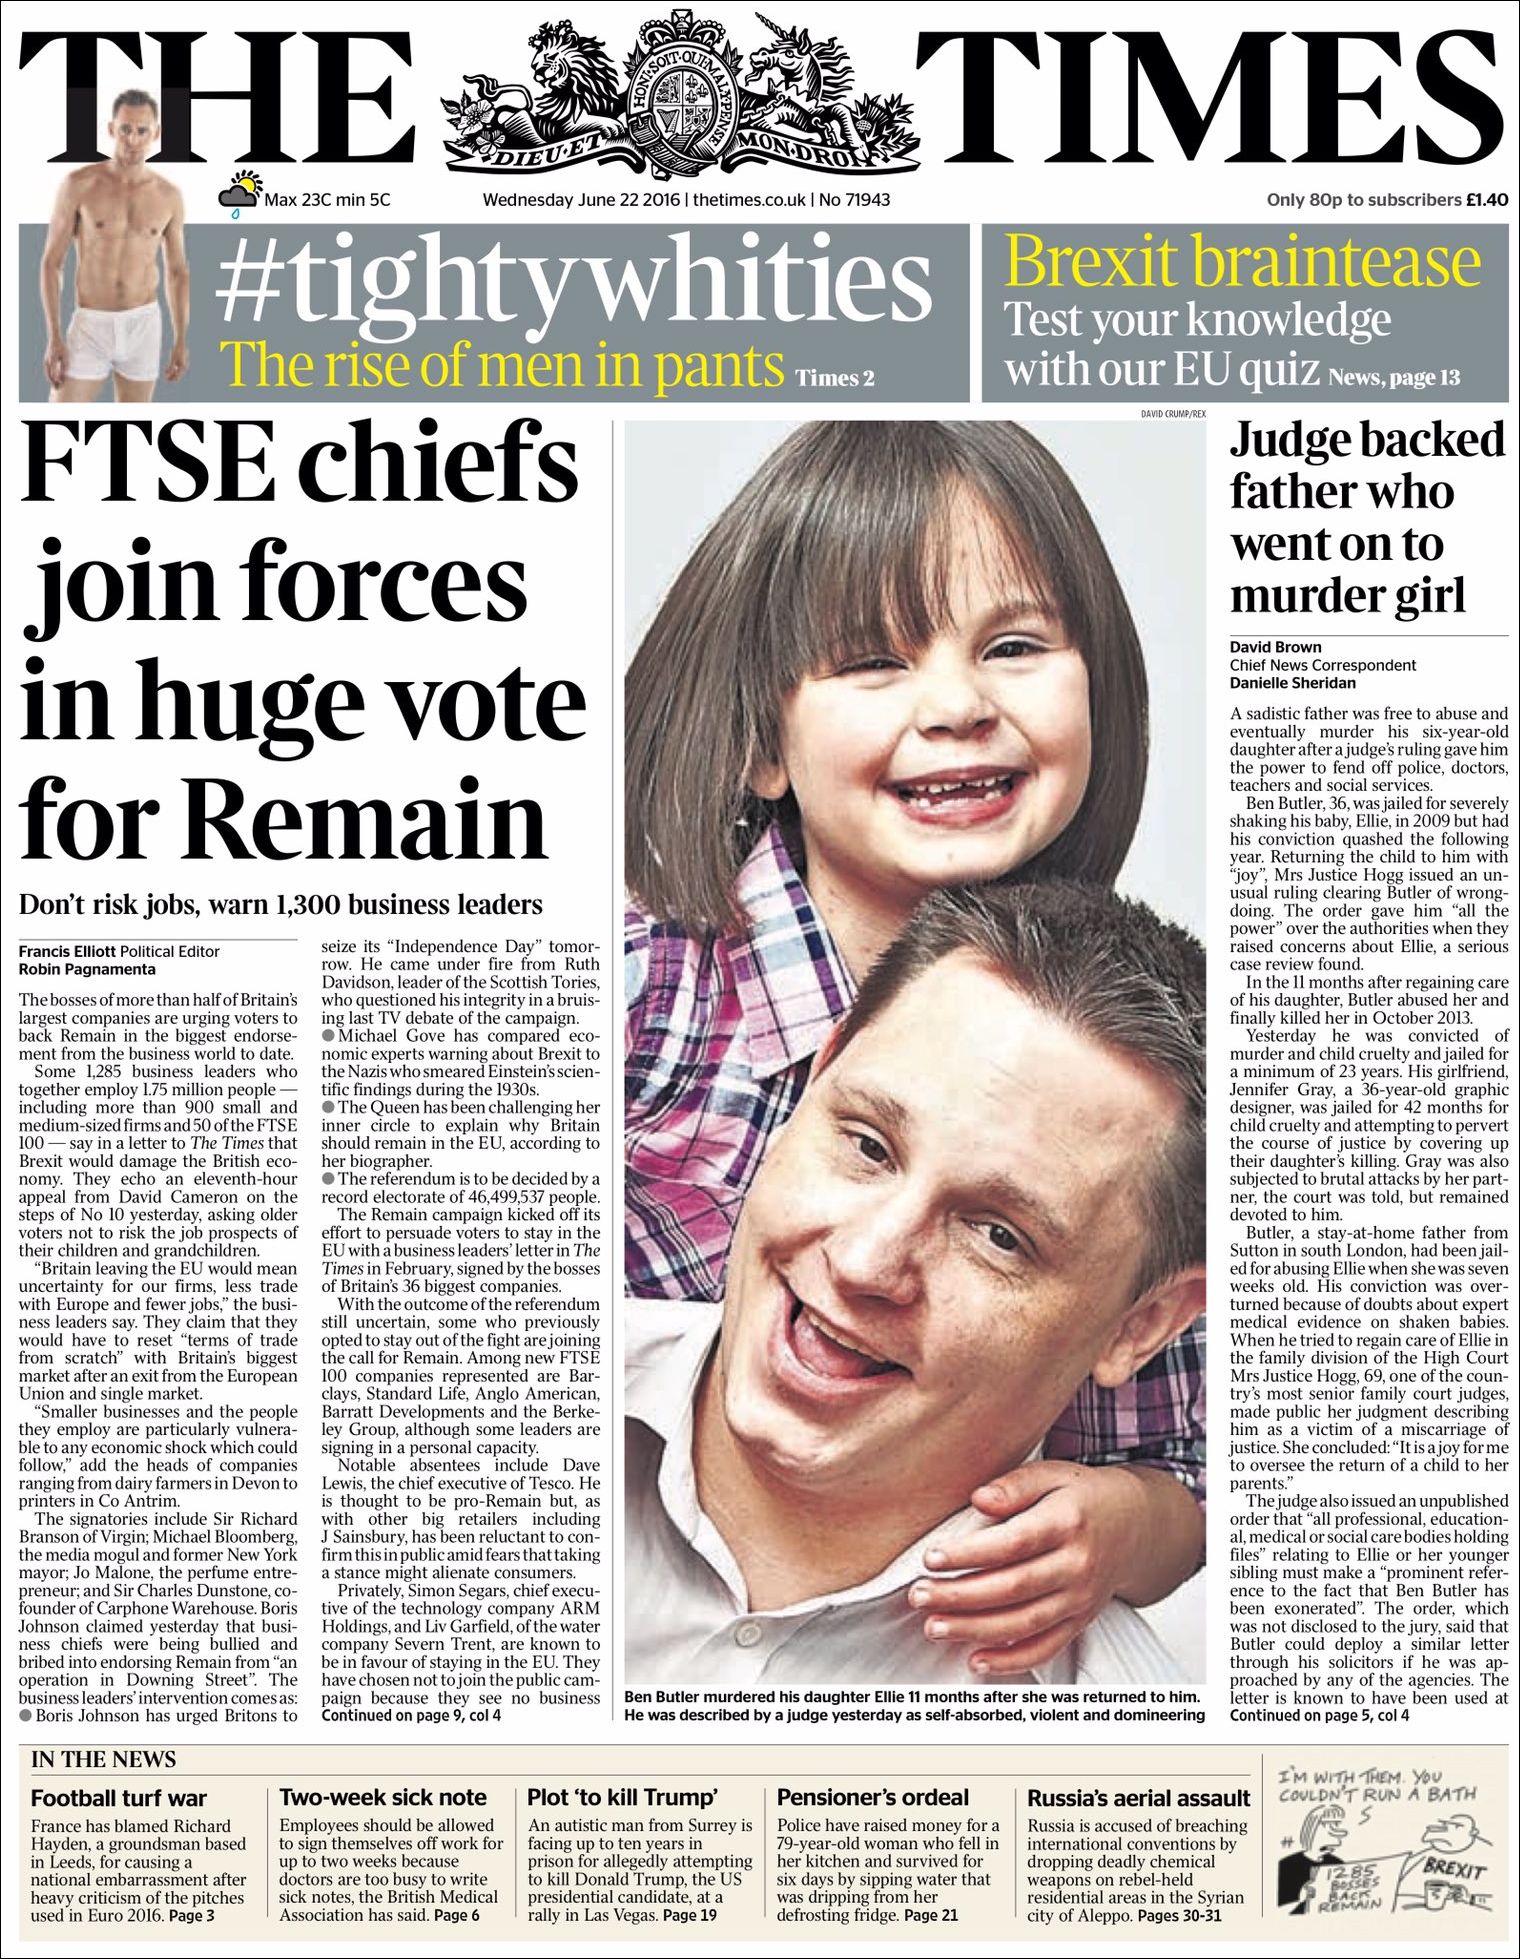 THE TIMES
HONI·SOIT·QUI·MAL·Y·PENSE
DIEU·ET MON·DROIT
Max 23C min 5C
Wednesday June 22 2016 | thetimes.co.uk | No 71943
Only 80p to subscribers £1.40
#tightywhities
The rise of men in pants Times 2
Brexit braintease
Test your knowledge
with our EU quiz News, page 13
FTSE chiefs
join forces
in huge vote
for Remain
Don't risk jobs, warn 1,300 business leaders
Francis Elliott Political Editor
Robin Pagnamenta
The bosses of more than half of Britain's
largest companies are urging voters to
back Remain in the biggest endorse-
ment from the business world to date.
Some 1,285 business leaders who
together employ 1.75 million people —
including more than 900 small and
medium-sized firms and 50 of the FTSE
100 — say in a letter to The Times that
Brexit would damage the British eco-
nomy. They echo an eleventh-hour
appeal from David Cameron on the
steps of No 10 yesterday, asking older
voters not to risk the job prospects of
their children and grandchildren.
"Britain leaving the EU would mean
uncertainty for our firms, less trade
with Europe and fewer jobs," the busi-
ness leaders say. They claim that they
would have to reset "terms of trade
from scratch" with Britain's biggest
market after an exit from the European
Union and single market.
"Smaller businesses and the people
they employ are particularly vulnera-
ble to any economic shock which could
follow," add the heads of companies
ranging from dairy farmers in Devon to
printers in Co Antrim.
The signatories include Sir Richard
Branson of Virgin; Michael Bloomberg,
the media mogul and former New York
mayor; Jo Malone, the perfume entre-
preneur; and Sir Charles Dunstone, co-
founder of Carphone Warehouse. Boris
Johnson claimed yesterday that busi-
ness chiefs were being bullied and
bribed into endorsing Remain from "an
operation in Downing Street". The
business leaders' intervention comes as:
● Boris Johnson has urged Britons to
seize its "Independence Day" tomor-
row. He came under fire from Ruth
Davidson, leader of the Scottish Tories,
who questioned his integrity in a bruis-
ing last TV debate of the campaign.
● Michael Gove has compared eco-
nomic experts warning about Brexit to
the Nazis who smeared Einstein's scien-
tific findings during the 1930s.
● The Queen has been challenging her
inner circle to explain why Britain
should remain in the EU, according to
her biographer.
● The referendum is to be decided by a
record electorate of 46,499,537 people.
The Remain campaign kicked off its
effort to persuade voters to stay in the
EU with a business leaders' letter in The
Times in February, signed by the bosses
of Britain's 36 biggest companies.
With the outcome of the referendum
still uncertain, some who previously
opted to stay out of the fight are joining
the call for Remain. Among new FTSE
100 companies represented are Bar-
clays, Standard Life, Anglo American,
Barratt Developments and the Berke-
ley Group, although some leaders are
signing in a personal capacity.
Notable absentees include Dave
Lewis, the chief executive of Tesco. He
is thought to be pro-Remain but, as
with other big retailers including
J Sainsbury, has been reluctant to con-
firm this in public amid fears that taking
a stance might alienate consumers.
Privately, Simon Segars, chief execu-
tive of the technology company ARM
Holdings, and Liv Garfield, of the water
company Severn Trent, are known to
be in favour of staying in the EU. They
have chosen not to join the public cam-
paign because they see no business
Continued on page 9, col 4
DAVID CRUMP/REX
Ben Butler murdered his daughter Ellie 11 months after she was returned to him.
He was described by a judge yesterday as self-absorbed, violent and domineering
Judge backed
father who
went on to
murder girl
David Brown
Chief News Correspondent
Danielle Sheridan
A sadistic father was free to abuse and
eventually murder his six-year-old
daughter after a judge's ruling gave him
the power to fend off police, doctors,
teachers and social services.
Ben Butler, 36, was jailed for severely
shaking his baby, Ellie, in 2009 but had
his conviction quashed the following
year. Returning the child to him with
"joy", Mrs Justice Hogg issued an un-
usual ruling clearing Butler of wrong-
doing. The order gave him "all the
power" over the authorities when they
raised concerns about Ellie, a serious
case review found.
In the 11 months after regaining care
of his daughter, Butler abused her and
finally killed her in October 2013.
Yesterday he was convicted of
murder and child cruelty and jailed for
a minimum of 23 years. His girlfriend,
Jennifer Gray, a 36-year-old graphic
designer, was jailed for 42 months for
child cruelty and attempting to pervert
the course of justice by covering up
their daughter's killing. Gray was also
subjected to brutal attacks by her part-
ner, the court was told, but remained
devoted to him.
Butler, a stay-at-home father from
Sutton in south London, had been jail-
ed for abusing Ellie when she was seven
weeks old. His conviction was over-
turned because of doubts about expert
medical evidence on shaken babies.
When he tried to regain care of Ellie in
the family division of the High Court
Mrs Justice Hogg, 69, one of the coun-
try's most senior family court judges,
made public her judgment describing
him as a victim of a miscarriage of
justice. She concluded: "It is a joy for me
to oversee the return of a child to her
parents."
The judge also issued an unpublished
order that "all professional, education-
al, medical or social care bodies holding
files" relating to Ellie or her younger
sibling must make a "prominent refer-
ence to the fact that Ben Butler has
been exonerated". The order, which
was not disclosed to the jury, said that
Butler could deploy a similar letter
through his solicitors if he was ap-
proached by any of the agencies. The
letter is known to have been used at
Continued on page 5, col 4
IN THE NEWS
Football turf war
France has blamed Richard
Hayden, a groundsman based
in Leeds, for causing a
national embarrassment after
heavy criticism of the pitches
used in Euro 2016. Page 3
Two-week sick note
Employees should be allowed
to sign themselves off work for
up to two weeks because
doctors are too busy to write
sick notes, the British Medical
Association has said. Page 6
Plot 'to kill Trump'
An autistic man from Surrey is
facing up to ten years in
prison for allegedly attempting
to kill Donald Trump, the US
presidential candidate, at a
rally in Las Vegas. Page 19
Pensioner's ordeal
Police have raised money for a
79-year-old woman who fell in
her kitchen and survived for
six days by sipping water that
was dripping from her
defrosting fridge. Page 21
Russia's aerial assault
Russia is accused of breaching
international conventions by
dropping deadly chemical
weapons on rebel-held
residential areas in the Syrian
city of Aleppo. Pages 30-31
I'M WITH THEM. YOU
COULDN'T RUN A BATH
1285
BOSSES
BACK
REMAIN
BREXIT